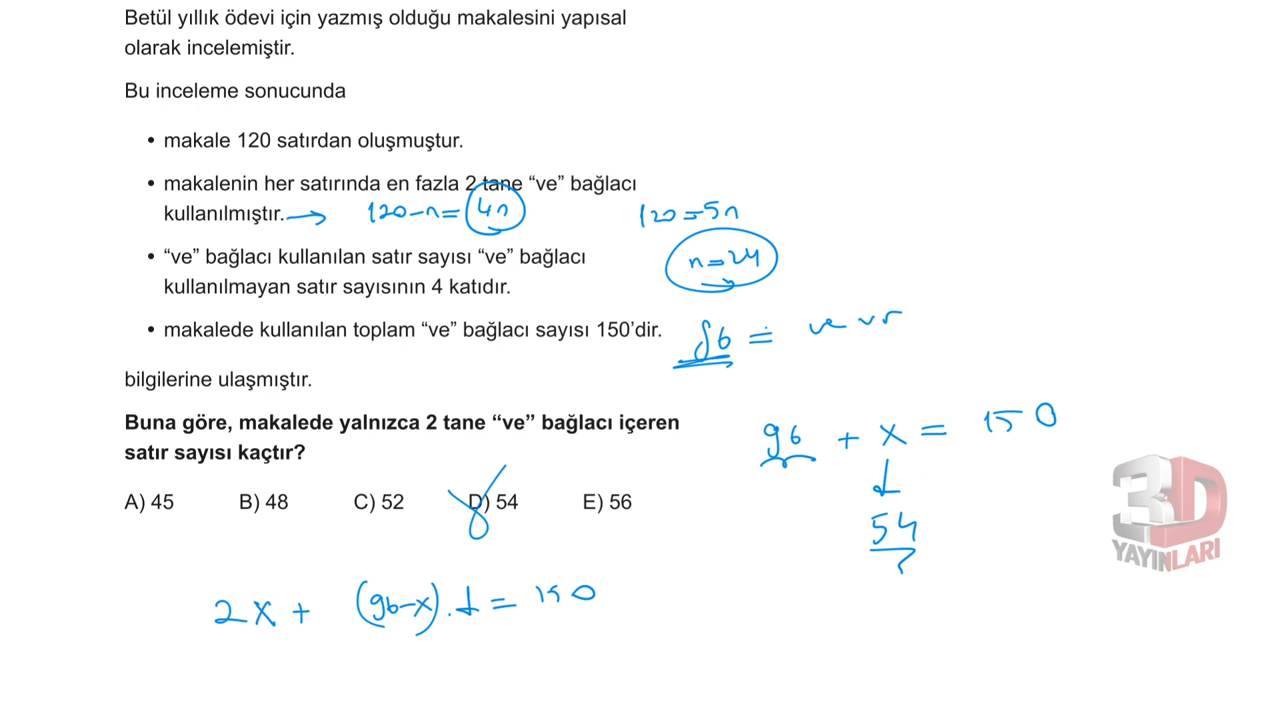 Betül yıllık ödevi için yazmış olduğu makalesini yapısal
olarak incelemiştir.
Bu inceleme sonucunda
• makale 120 satırdan oluşmuştur.
• makalenin her satırında en fazla 2 tane “ve” bağlacı
kullanılmıştır. → 120-n=4n 120=5n
• “ve” bağlacı kullanılan satır sayısı “ve” bağlacı
n=24
kullanılmayan satır sayısının 4 katıdır.
• makalede kullanılan toplam “ve” bağlacı sayısı 150’dir.
96 = ve var
bilgilerine ulaşmıştır.
Buna göre, makalede yalnızca 2 tane “ve” bağlacı içeren
96 + x = 150
satır sayısı kaçtır?
A) 45 B) 48 C) 52 D) 54 E) 56
54
2x + (96-x).1 = 150
3D
YAYINLARI